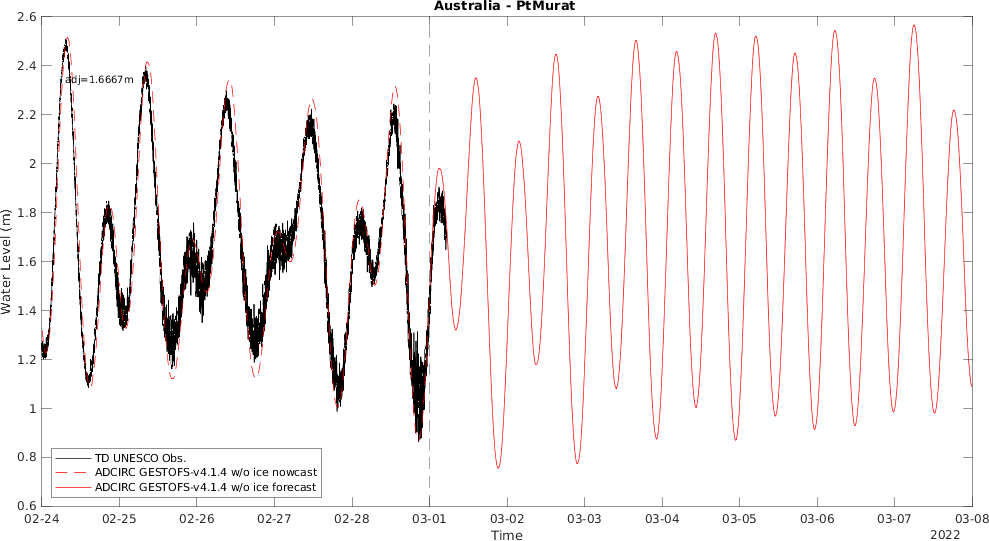 Australia - PtMurat
2.6
2.4
adj=1.6667m
2.2
2
1.8
1.6
1.4
1.2
1
0.8
0.6
Water Level (m)
TD UNESCO Obs.
ADCIRC GESTOFS-v4.1.4 w/o ice nowcast
ADCIRC GESTOFS-v4.1.4 w/o ice forecast
02-24 02-25 02-26 02-27 02-28 03-01 03-02 03-03 03-04 03-05 03-06 03-07 03-08
Time
2022